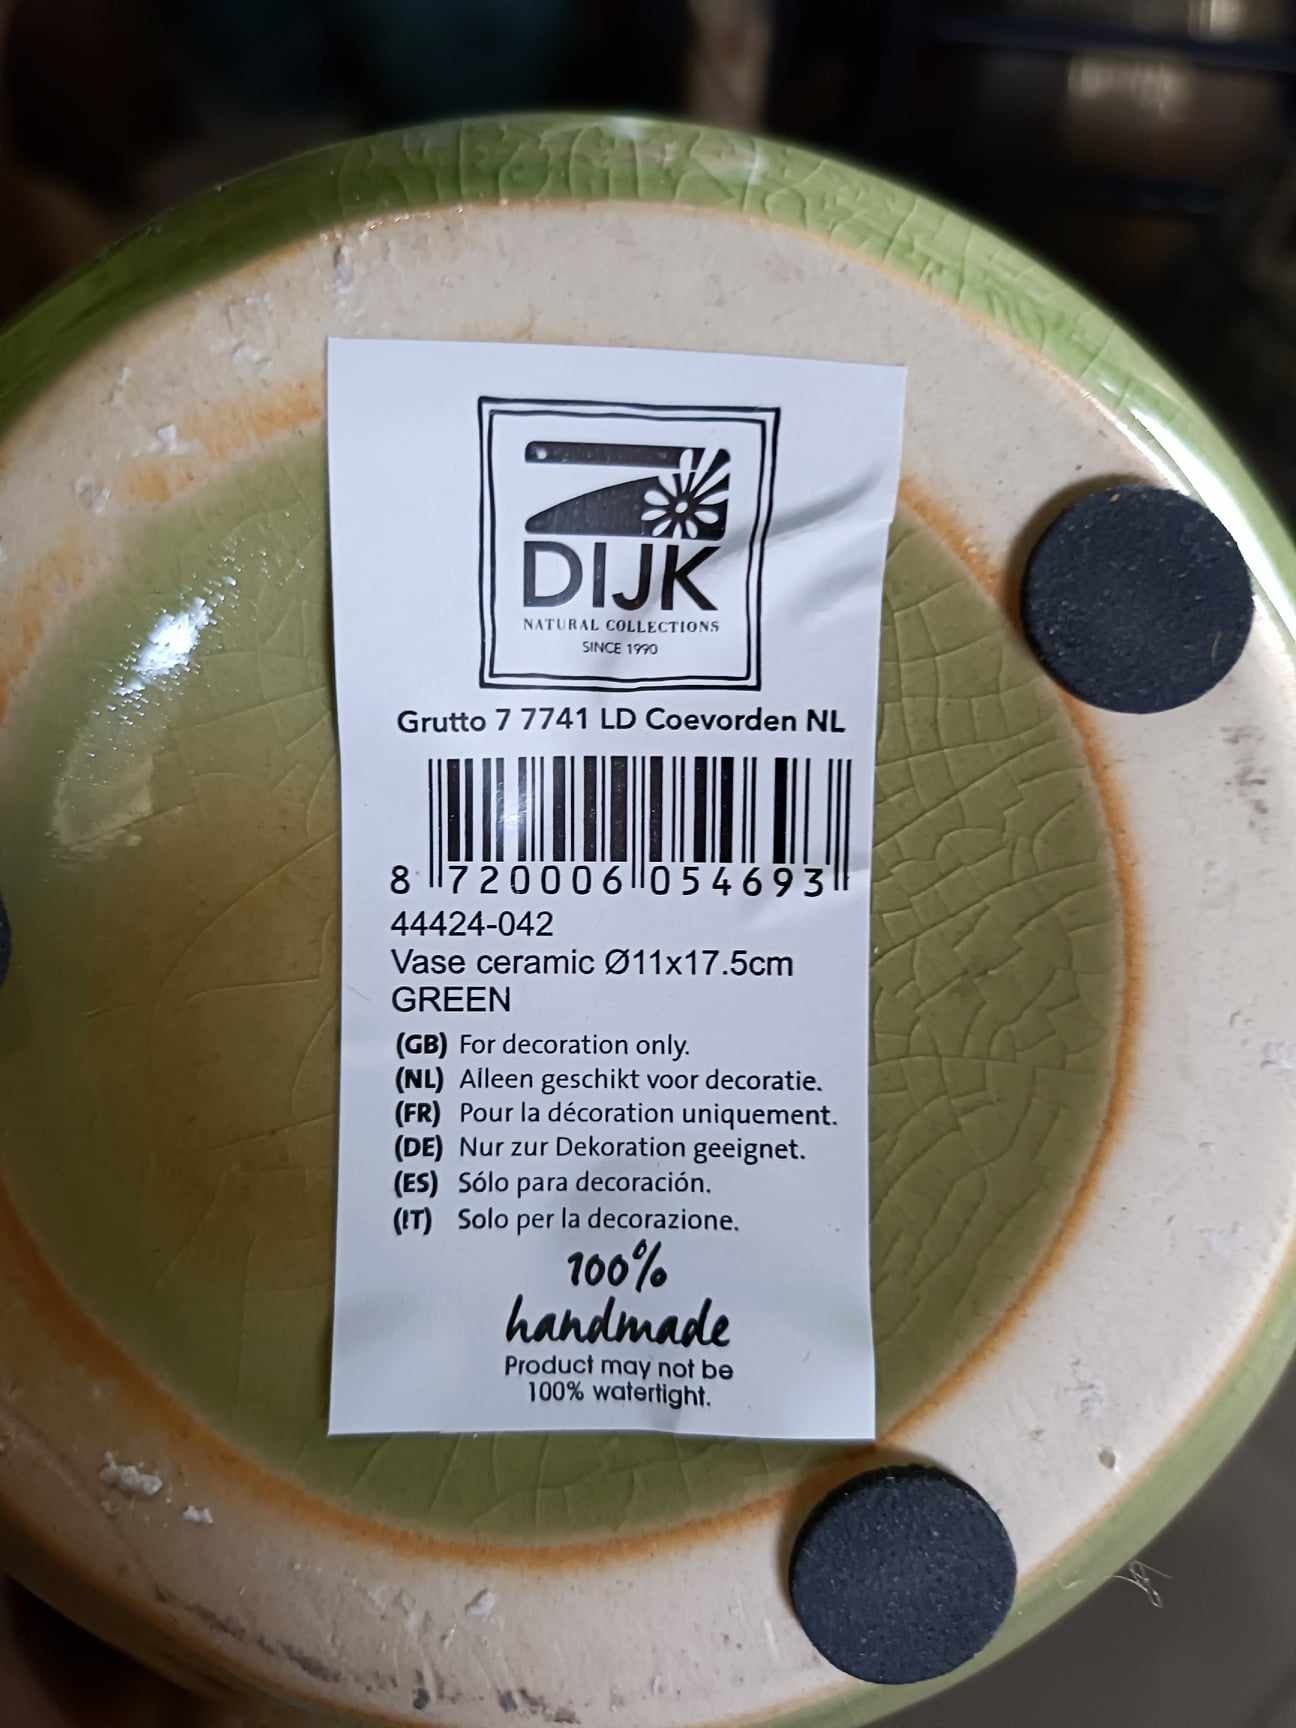 DIJK
NATURAL COLLECTIONS
SINCE 1990
Grutto 7 7741 LD Coevorden NL
8 720006 054693
44424-042
Vase ceramic Ø11x17.5cm
GREEN
(GB) For decoration only.
(NL) Alleen geschikt voor decoratie.
(FR) Pour la décoration uniquement.
(DE) Nur zur Dekoration geeignet.
(ES) Sólo para decoración.
(IT) Solo per la decorazione.
100%
handmade
Product may not be
100% watertight.